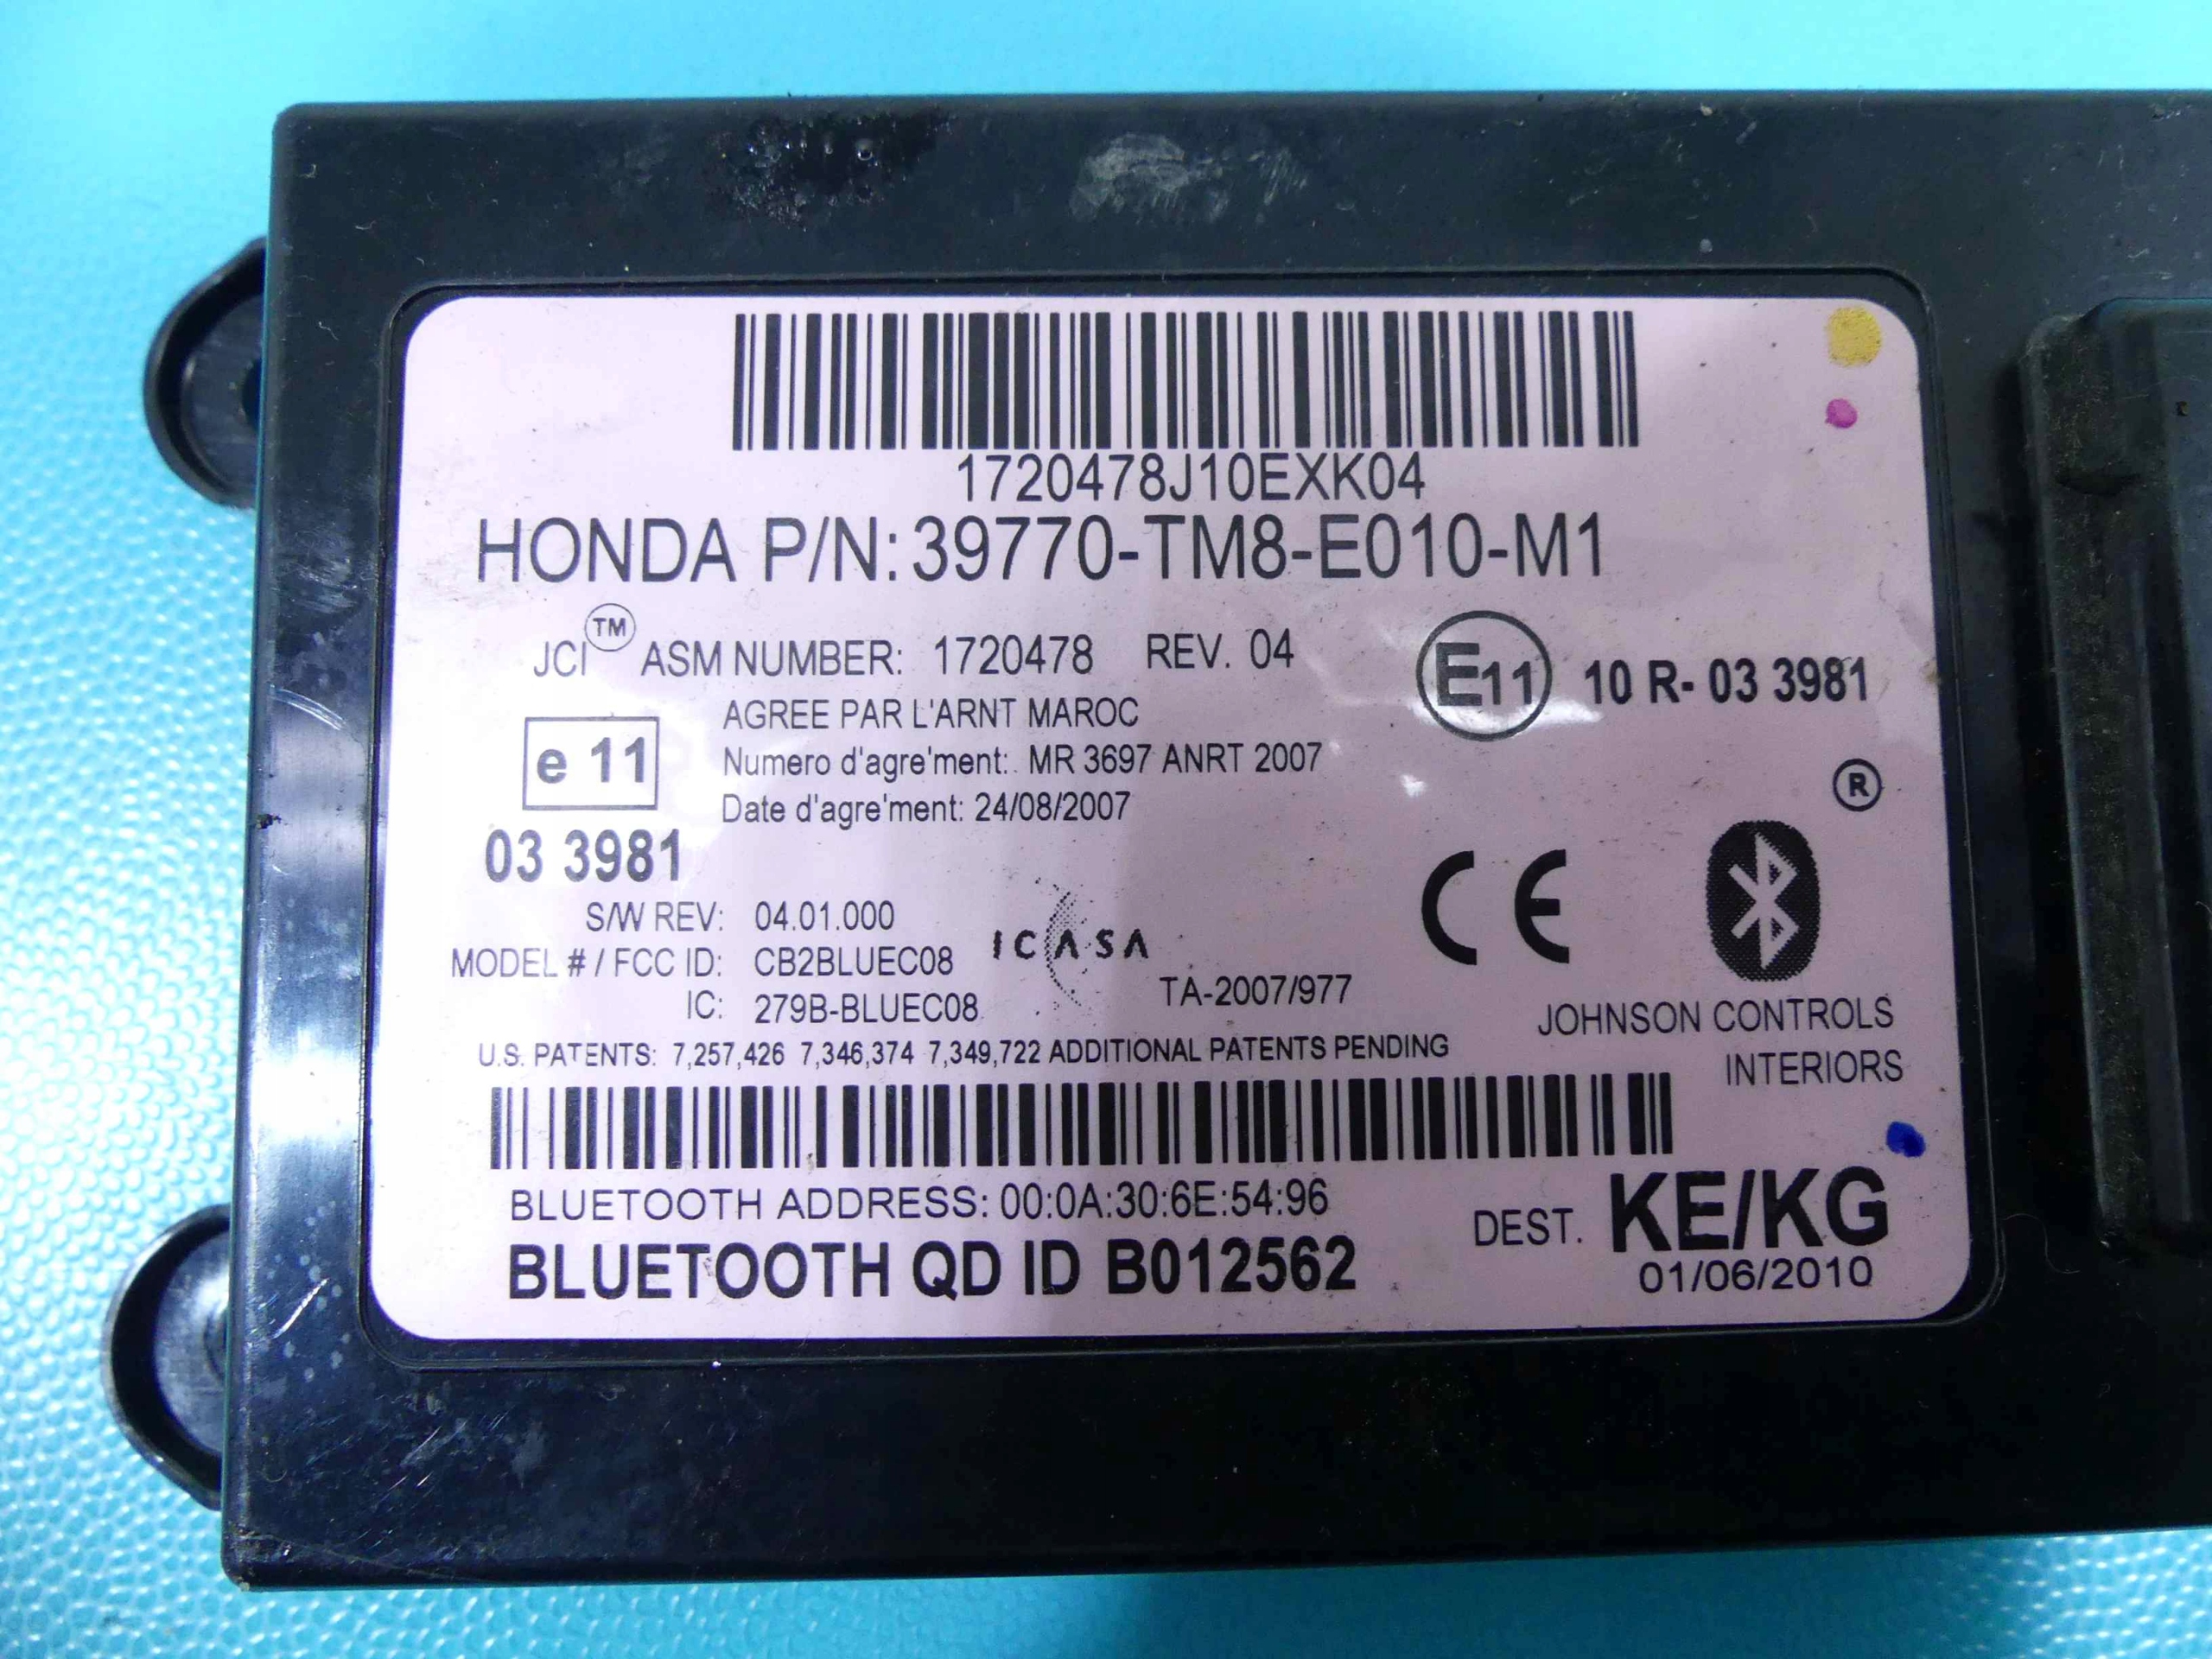 1720478J10EXK04
HONDA P/N: 39770-TM8-E010-M1
JCI™ ASM NUMBER: 1720478 REV. 04
E11 10 R- 03 3981
AGREE PAR L'ARNT MAROC
e 11
Numero d'agre'ment: MR 3697 ANRT 2007
Date d'agre'ment: 24/08/2007
®
03 3981
S/W REV: 04.01.000
MODEL # / FCC ID: CB2BLUEC08
ICASA
CE
IC: 279B-BLUEC08
TA-2007/977
JOHNSON CONTROLS
INTERIORS
U.S. PATENTS: 7,257,426 7,346,374 7,349,722 ADDITIONAL PATENTS PENDING
BLUETOOTH ADDRESS: 00:0A:30:6E:54:96
DEST. KE/KG
BLUETOOTH QD ID B012562
01/06/2010